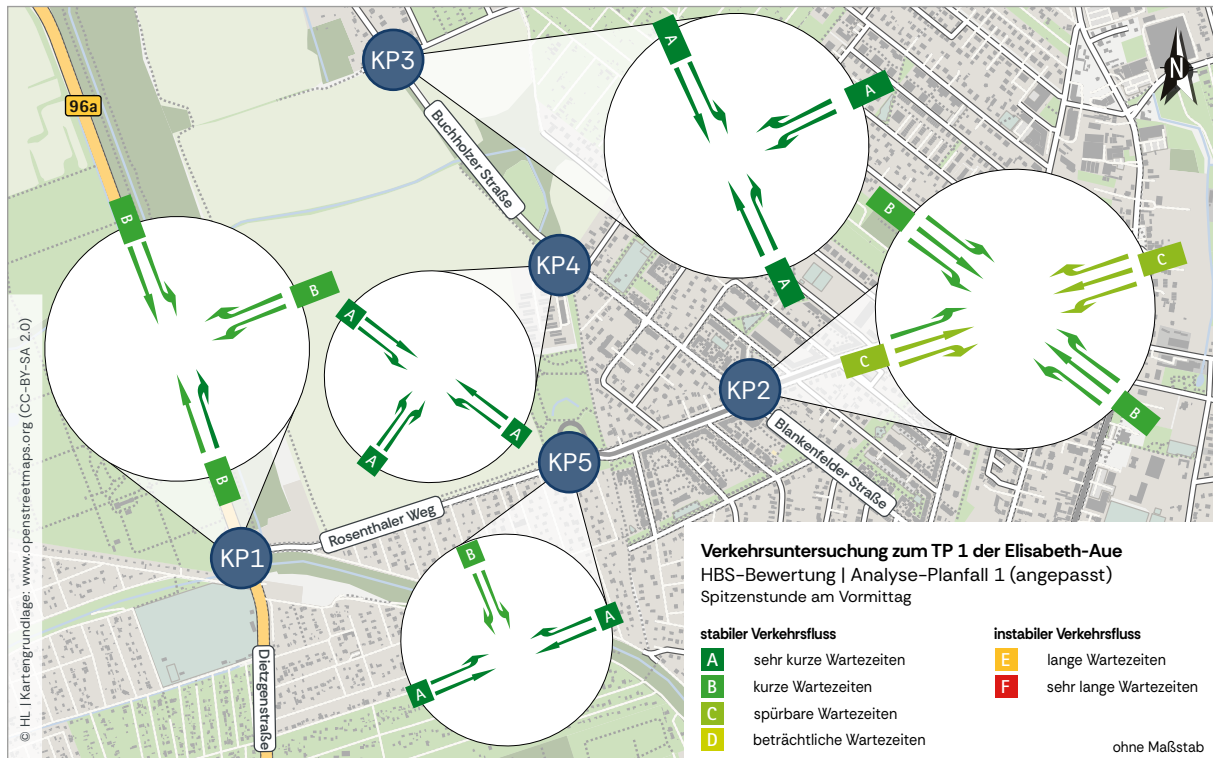 KP3
A
A
N
96a
Buchholzer Straße
B
B
C
A
B
KP4
B
A
KP2
C
B
A
A
B
KP5
Blankenfelder Straße
Rosenthaler Weg
KP1
B
A
A
Dietzgenstraße
© HL | Kartengrundlage: www.openstreetmaps.org (CC-BY-SA 2.0)
Verkehrsuntersuchung zum TP 1 der Elisabeth-Aue
HBS-Bewertung | Analyse-Planfall 1 (angepasst)
Spitzenstunde am Vormittag
stabiler Verkehrsfluss
A sehr kurze Wartezeiten
B kurze Wartezeiten
C spürbare Wartezeiten
D beträchtliche Wartezeiten
instabiler Verkehrsfluss
E lange Wartezeiten
F sehr lange Wartezeiten
ohne Maßstab